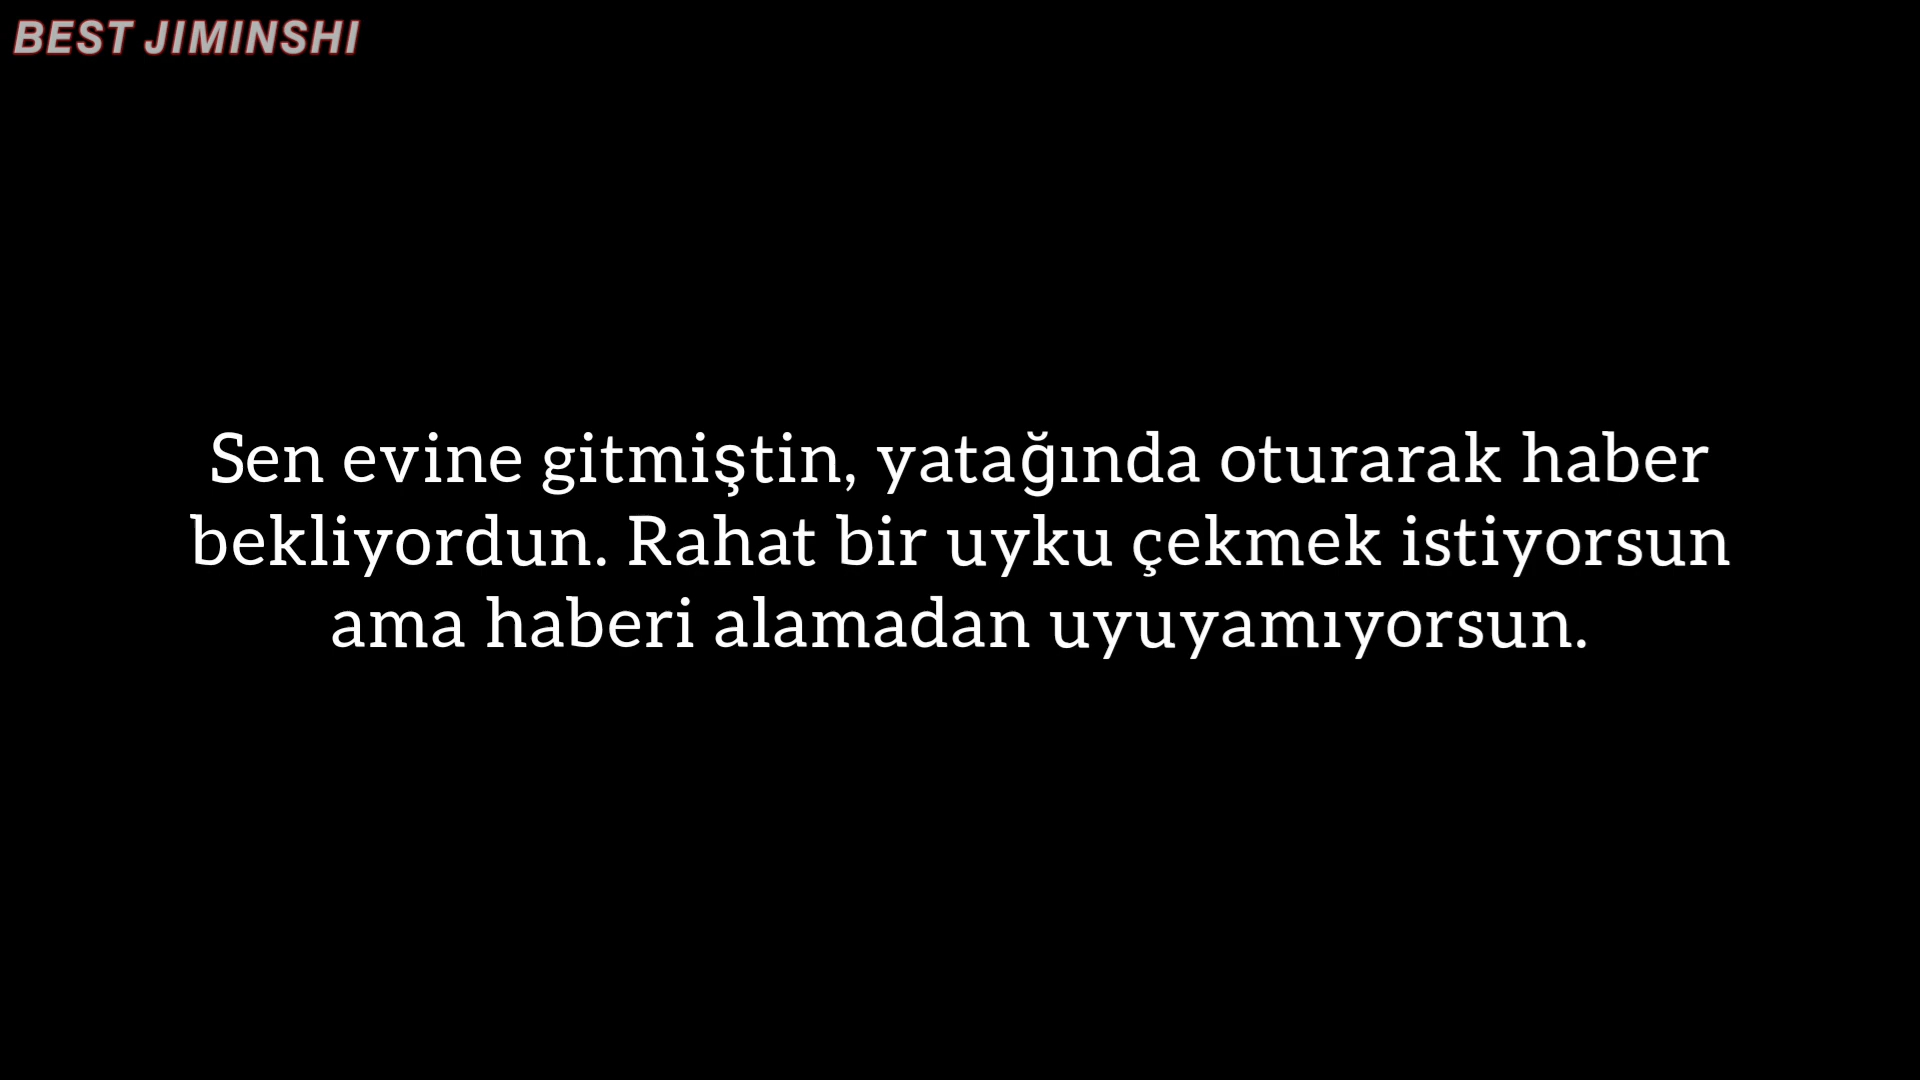 BEST JIMINSHI
Sen evine gitmiştin, yatağında oturarak haber
bekliyordun. Rahat bir uyku çekmek istiyorsun
ama haberi alamadan uyuyamıyorsun.